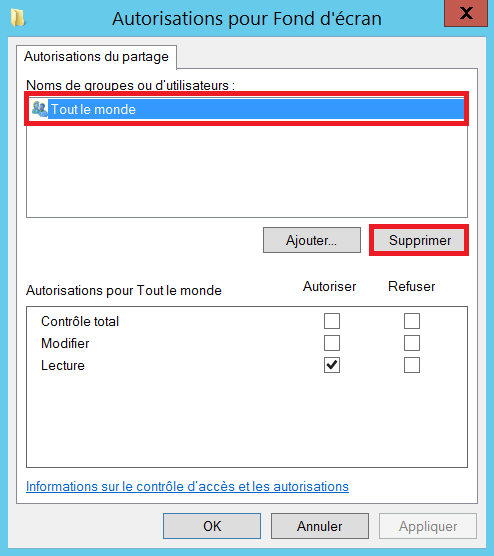 Autorisations pour Fond d'écran
X
Autorisations du partage
Noms de groupes ou d'utilisateurs :
Tout le monde
Ajouter... Supprimer
Autorisations pour Tout le monde Autoriser Refuser
Contrôle total
Modifier
Lecture
Informations sur le contrôle d'accès et les autorisations
OK Annuler Appliquer